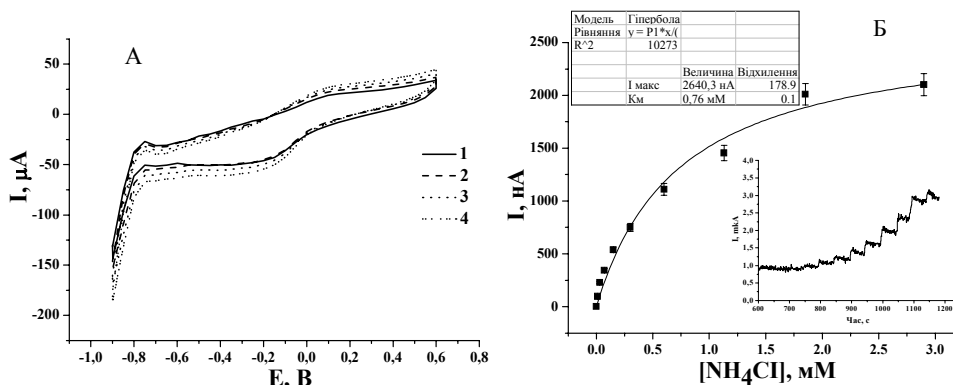 А
I, μA
50
0
-50
-100
-150
-200
-1,0 -0,8 -0,6 -0,4 -0,2 0,0 0,2 0,4 0,6 0,8
E, B
1
2
3
4
Модель Гіпербола
Рівняння y = P1*x/(
R^2 10273
Величина Відхилення
I макс 2640,3 нА 178.9
Км 0,76 мМ 0.1
Б
I, нА
2500
2000
1500
1000
500
0
0.0 0.5 1.0 1.5 2.0 2.5 3.0
[NH4Cl], мМ
I, mkA
4,0
3,5
3,0
2,5
2,0
1,5
1,0
0,5
0,0
600 700 800 900 1000 1100 1200
Час, с